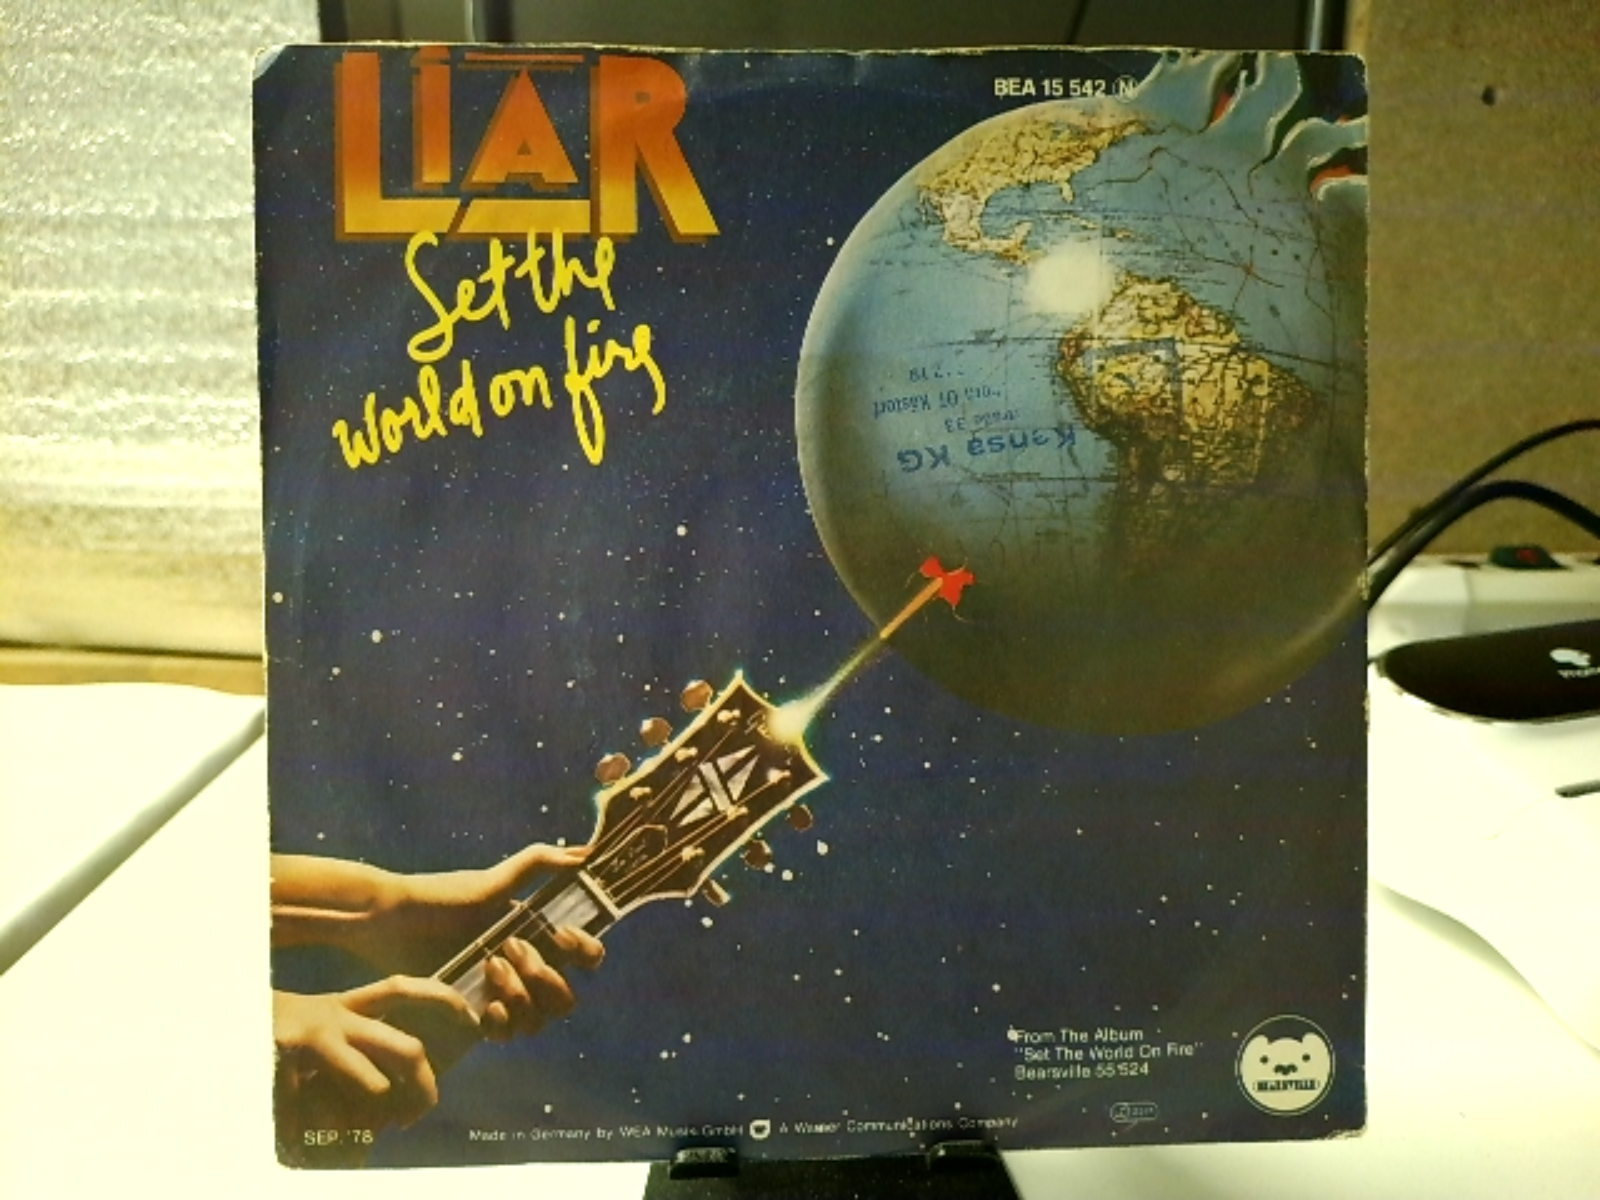 LiAR
BEA 15 542 N
Set the
world on fire
Kansa KG
From The Album
"Set The World On Fire"
Bearsville 55 524
BEARSVILLE
SEP. '78
Made in Germany by WEA Musik GmbH A Warner Communications Company